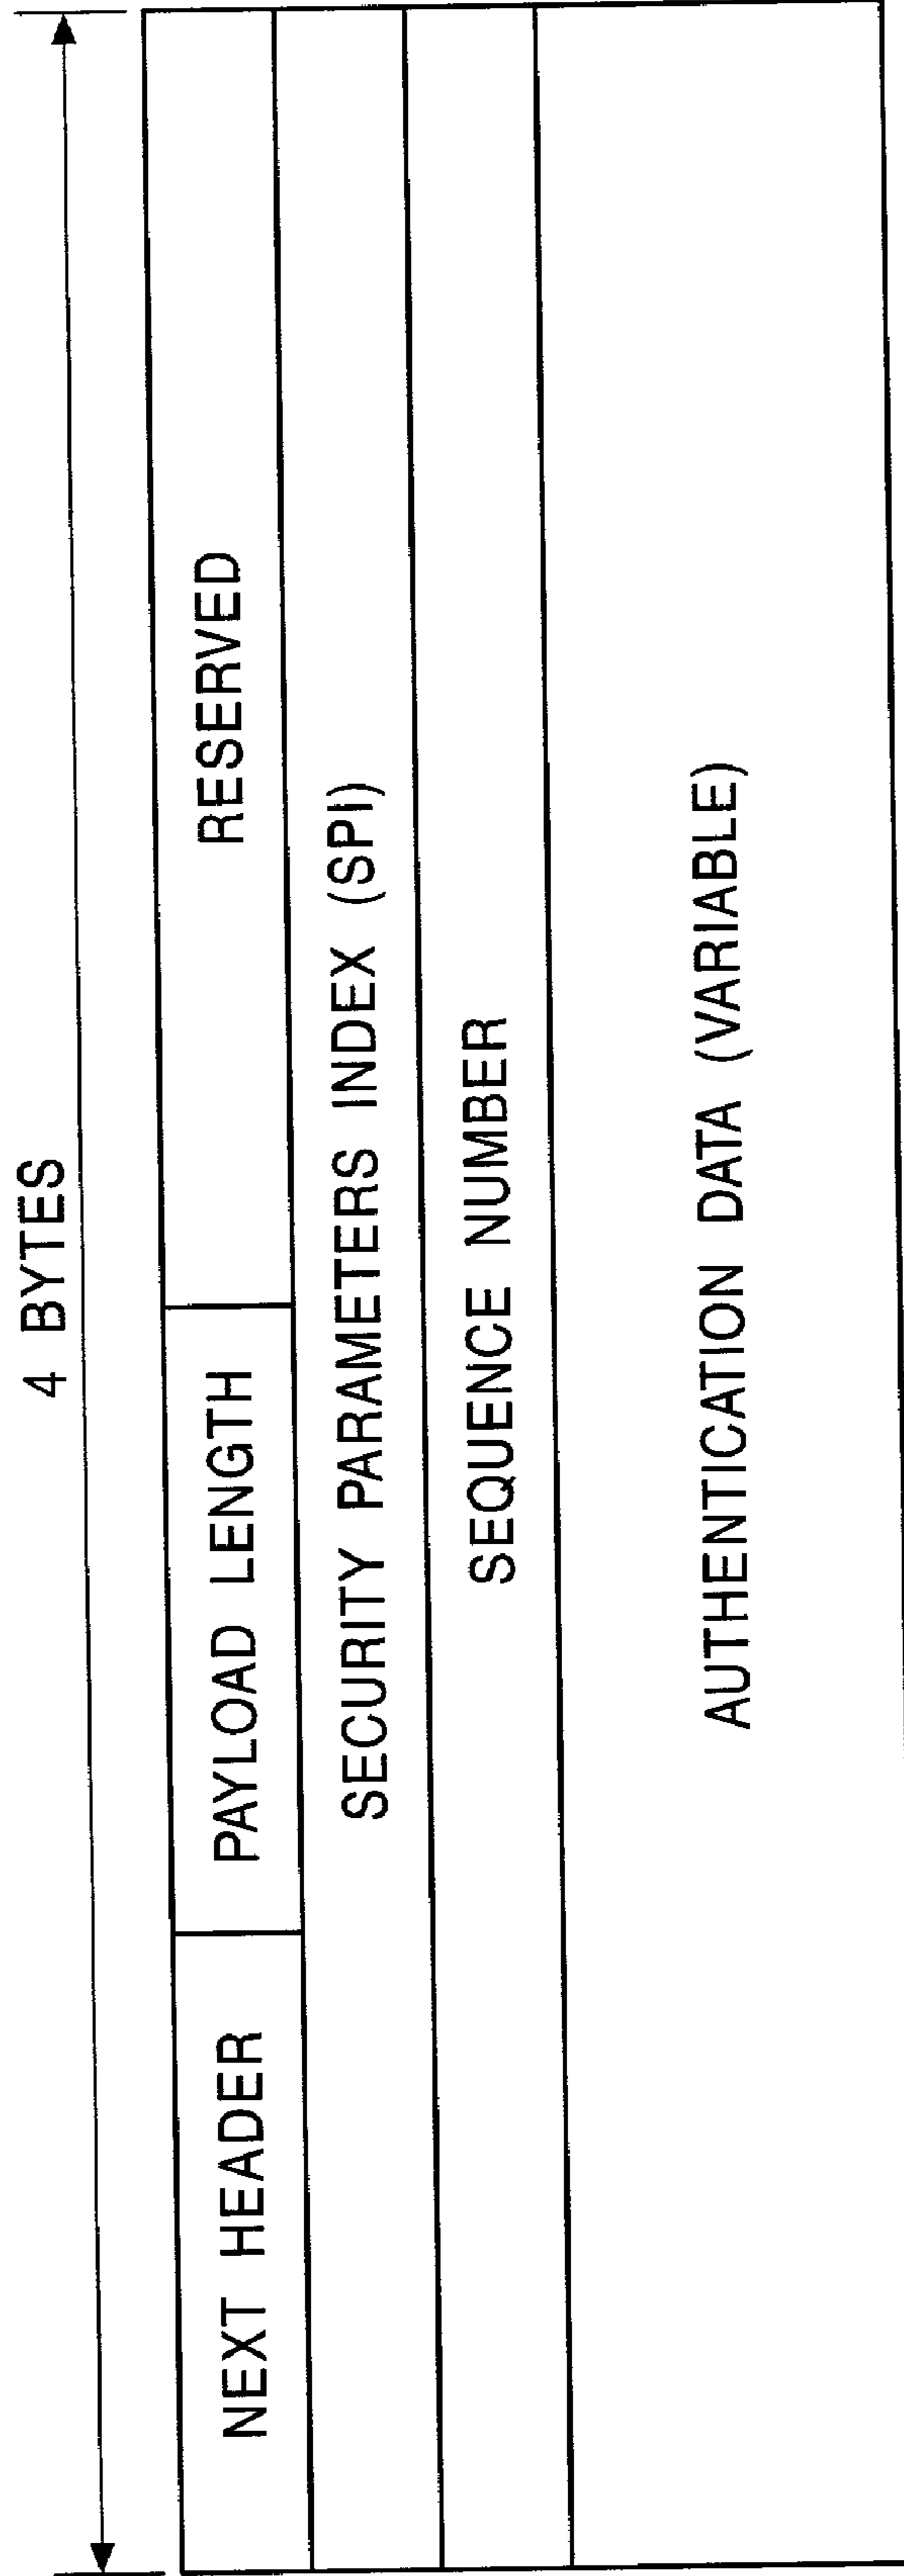 4 BYTES
NEXT HEADER PAYLOAD LENGTH RESERVED
SECURITY PARAMETERS INDEX (SPI)
SEQUENCE NUMBER
AUTHENTICATION DATA (VARIABLE)